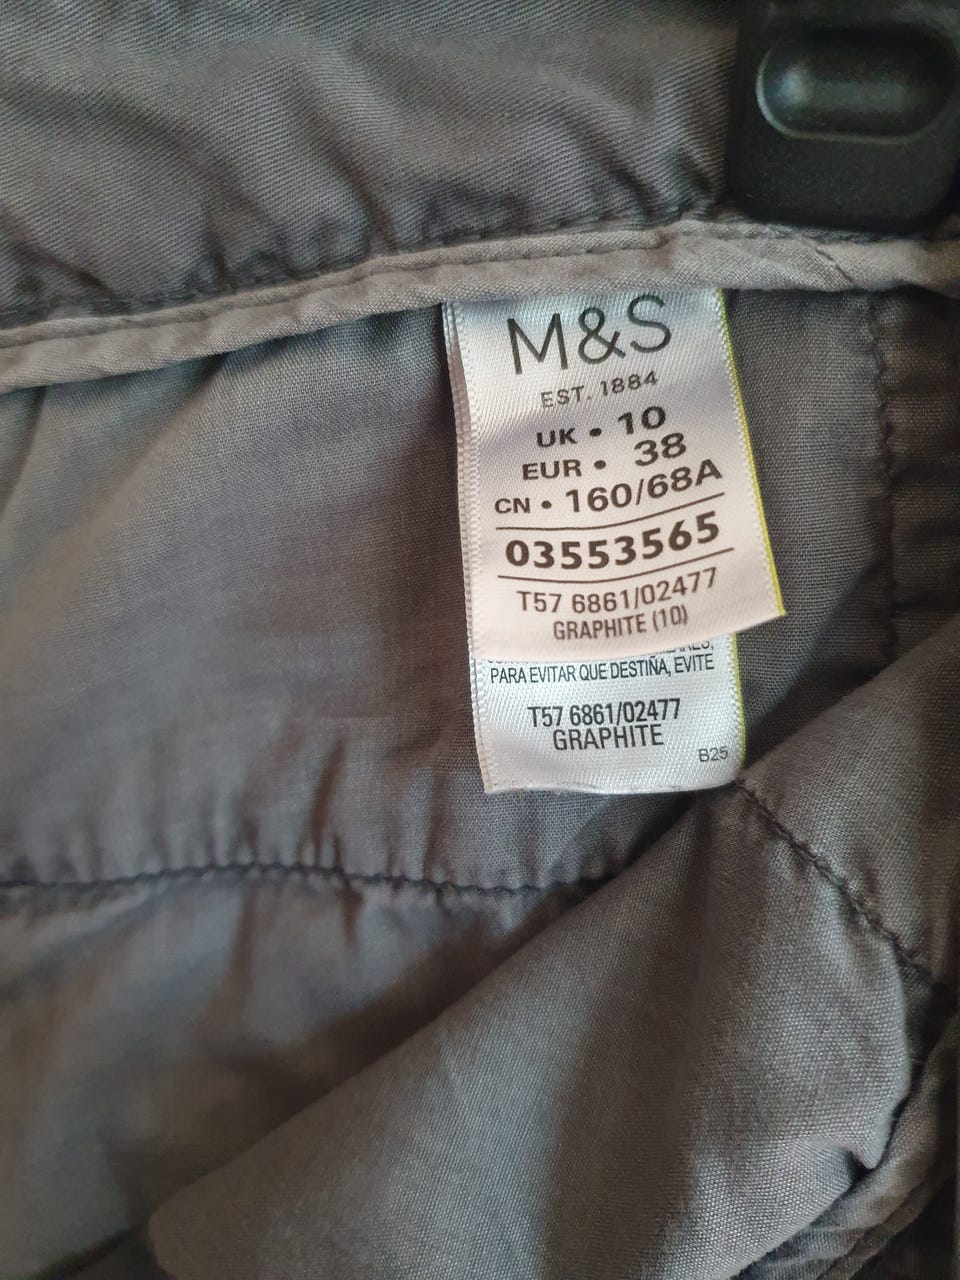 M&S
EST. 1884
UK • 10
EUR • 38
CN • 160/68A
03553565
T57 6861/02477
GRAPHITE (10)
PARA EVITAR QUE DESTIÑA, EVITE
T57 6861/02477
GRAPHITE
B25